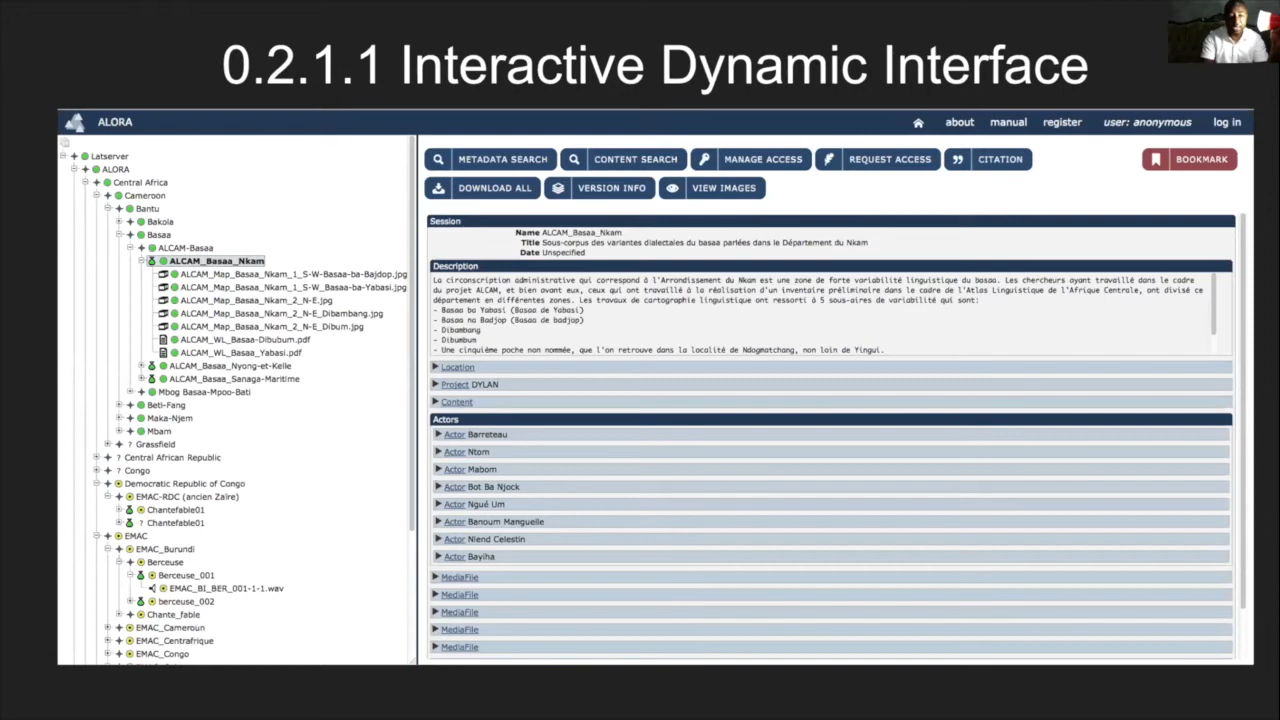 0.2.1.1 Interactive Dynamic Interface
ALORA
about manual register user: anonymous log in
Latserver
ALORA
Central Africa
Cameroon
Bantu
Bakola
Basaa
ALCAM-Basaa
ALCAM_Basaa_Nkam
ALCAM_Map_Basaa_Nkam_1_S-W-Basaa-ba-Bajdop.jpg
ALCAM_Map_Basaa_Nkam_1_S-W_Basaa-ba-Yabasi.jpg
ALCAM_Map_Basaa_Nkam_2_N-E.jpg
ALCAM_Map_Basaa_Nkam_2_N-E_Dibambang.jpg
ALCAM_Map_Basaa_Nkam_2_N-E_Dibum.jpg
ALCAM_WL_Basaa-Dibubum.pdf
ALCAM_WL_Basaa_Yabasi.pdf
ALCAM_Basaa_Nyong-et-Kelle
ALCAM_Basaa_Sanaga-Maritime
Mbog Basaa-Mpoo-Bati
Beti-Fang
Maka-Njem
Mbam
? Grassfield
? Central African Republic
? Congo
Democratic Republic of Congo
EMAC-RDC (ancien Zaïre)
Chantefable01
? Chantefable01
EMAC
EMAC_Burundi
Berceuse
Berceuse_001
EMAC_BI_BER_001-1-1.wav
berceuse_002
Chante_fable
EMAC_Cameroun
EMAC_Centrafrique
EMAC_Congo
METADATA SEARCH CONTENT SEARCH MANAGE ACCESS REQUEST ACCESS CITATION BOOKMARK
DOWNLOAD ALL VERSION INFO VIEW IMAGES
Session
Name ALCAM_Basaa_Nkam
Title Sous-corpus des variantes dialectales du basaa parlées dans le Département du Nkam
Date Unspecified
Description
La circonscription administrative qui correspond à l'Arrondissement du Nkam est une zone de forte variabilité linguistique du basaa. Les chercheurs ayant travaillé dans le cadre
du projet ALCAM, et bien avant eux, ceux qui ont travaillé à la réalisation d'un inventaire préliminaire dans le cadre de l'Atlas Linguistique de l'Afrique Centrale, ont divisé ce
département en différentes zones. Les travaux de cartographie linguistique ont ressorti à 5 sous-aires de variabilité qui sont:
- Basaa ba Yabasi (Basaa de Yabasi)
- Basaa na Badjop (Basaa de badjop)
- Dibambang
- Dibumbum
- Une cinquième poche non nommée, que l'on retrouve dans la localité de Ndogmatchang, non loin de Yingui.
Location
Project DYLAN
Content
Actors
Actor Barreteau
Actor Ntom
Actor Mabom
Actor Bot Ba Njock
Actor Ngué Um
Actor Banoum Manguelle
Actor Nlend Celestin
Actor Bayiha
MediaFile
MediaFile
MediaFile
MediaFile
MediaFile